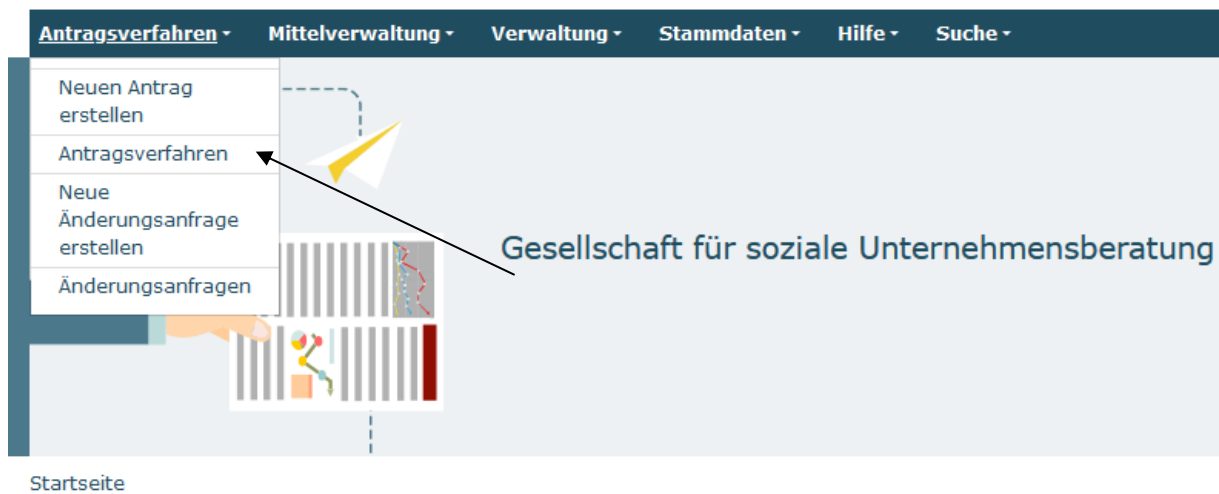 Antragsverfahren Mittelverwaltung Verwaltung Stammdaten Hilfe Suche
Neuen Antrag
erstellen
Antragsverfahren
Neue
Änderungsanfrage
erstellen
Änderungsanfragen
Gesellschaft für soziale Unternehmensberatung
Startseite